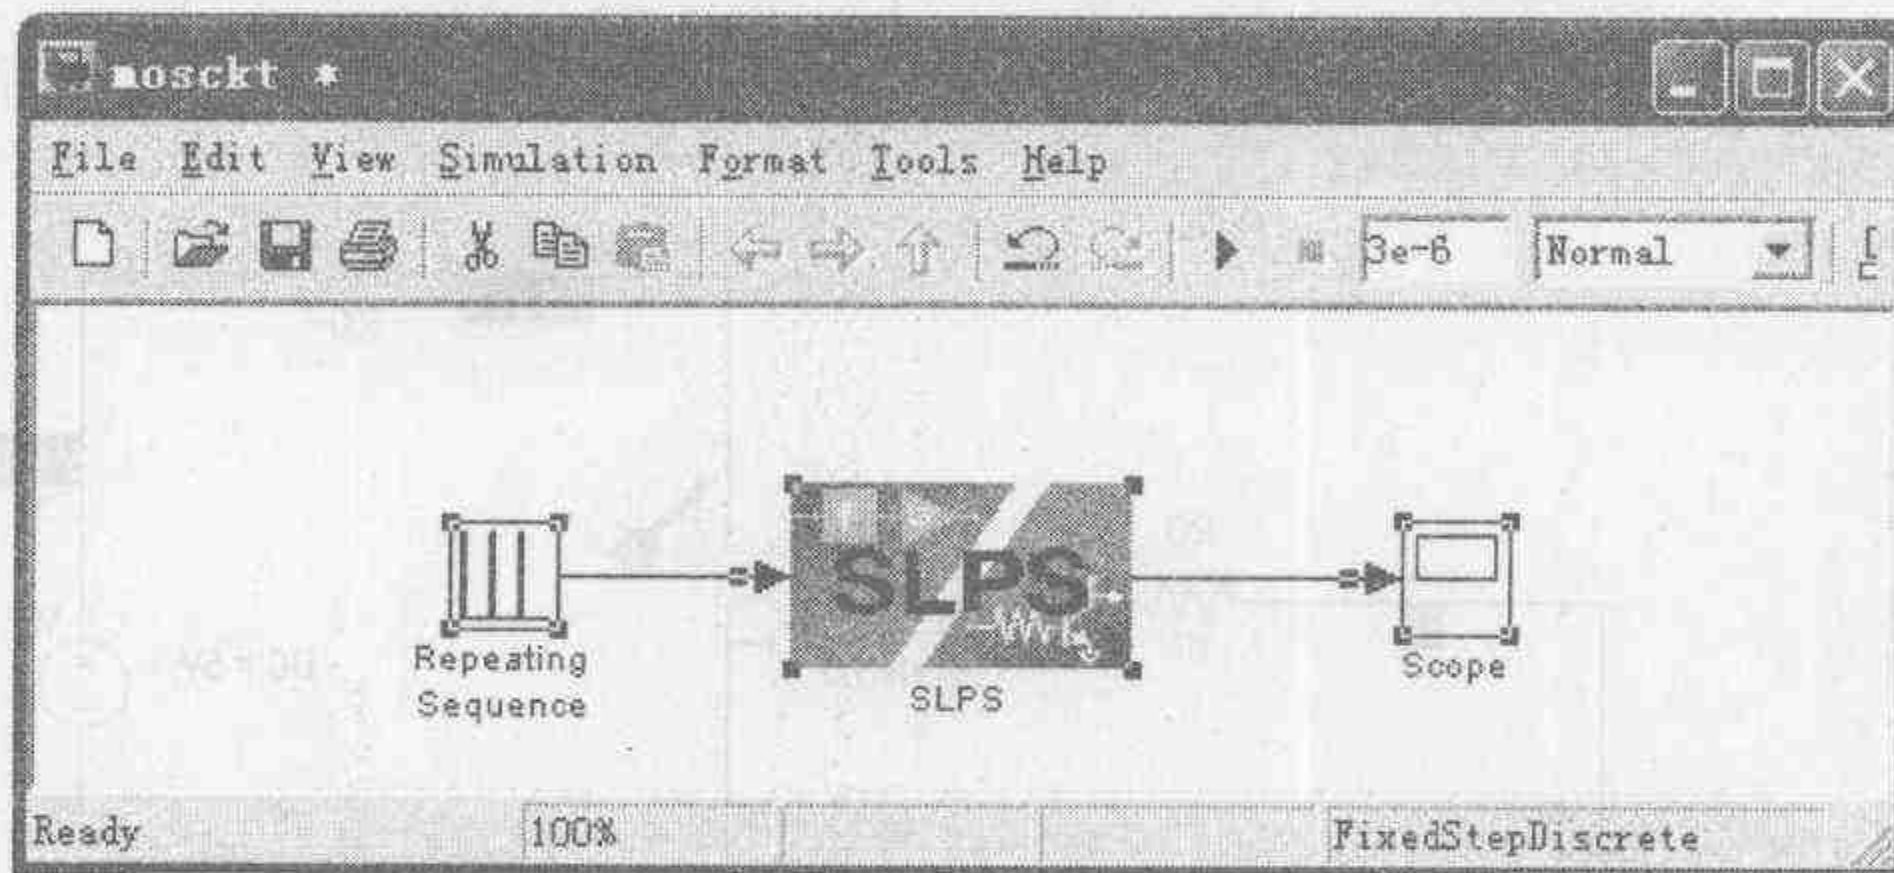 mosckt *
File Edit View Simulation Format Tools Help
3e-6 Normal
SLPS
Repeating
Sequence
SLPS
Scope
Ready 100% FixedStepDiscrete